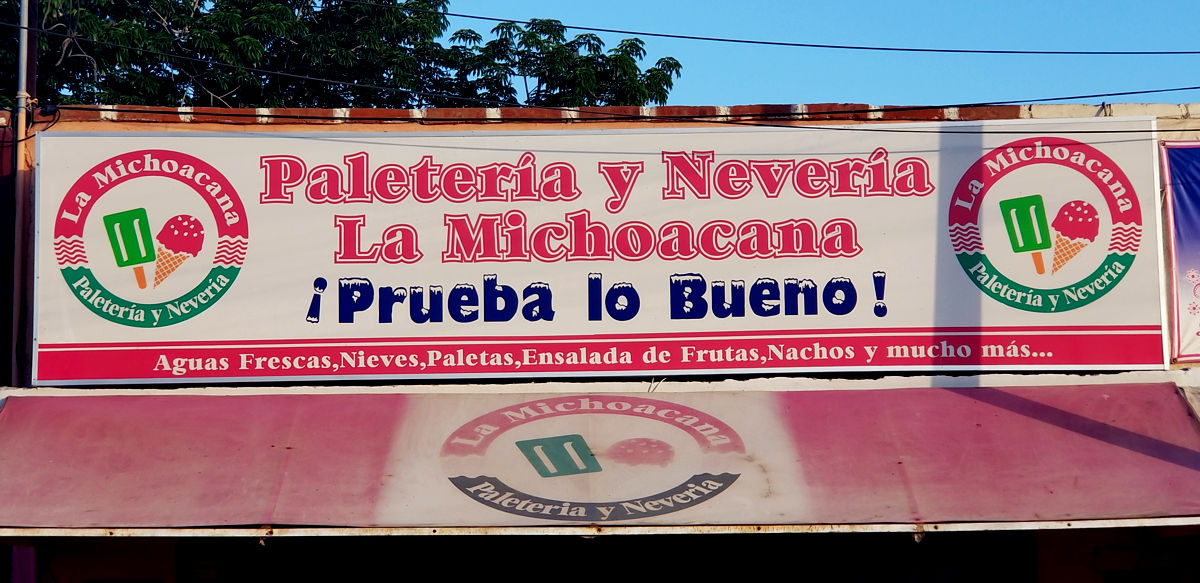 La Michoacana
Paletería y Nevería
Paletería y Nevería
La Michoacana
¡Prueba lo Bueno!
Aguas Frescas,Nieves,Paletas,Ensalada de Frutas,Nachos y mucho más...
La Michoacana
Paletería y Nevería
La Michoacana
Paleteria y Neveria